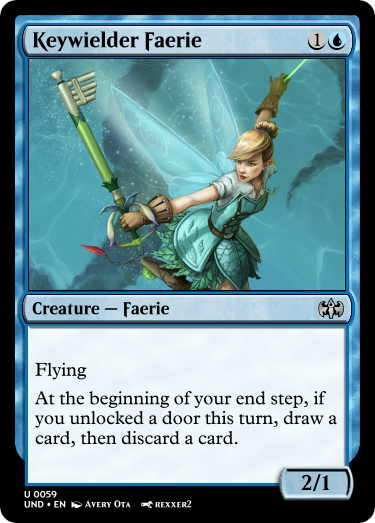 Keywielder Faerie
1
Creature — Faerie
Flying
At the beginning of your end step, if
you unlocked a door this turn, draw a
card, then discard a card.
2/1
U 0059
UND • EN Avery Ota rexxer2